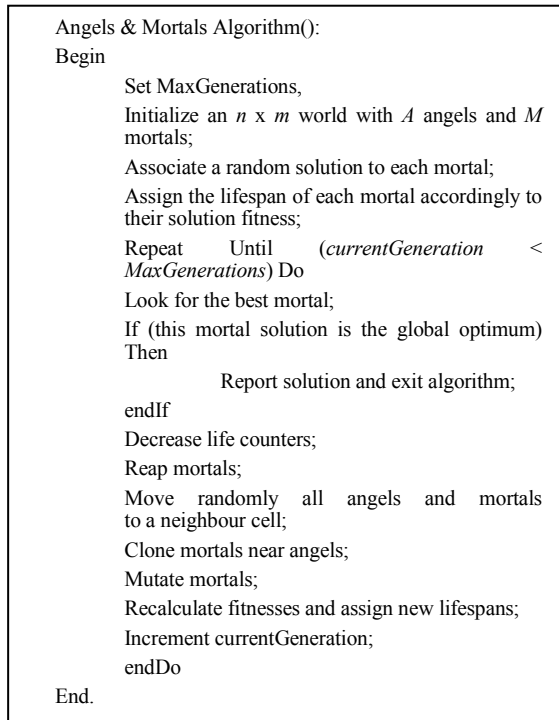 Angels & Mortals Algorithm():
Begin
Set MaxGenerations,
Initialize an n x m world with A angels and M
mortals;
Associate a random solution to each mortal;
Assign the lifespan of each mortal accordingly to
their solution fitness;
Repeat Until (currentGeneration <
MaxGenerations) Do
Look for the best mortal;
If (this mortal solution is the global optimum)
Then
Report solution and exit algorithm;
endIf
Decrease life counters;
Reap mortals;
Move randomly all angels and mortals
to a neighbour cell;
Clone mortals near angels;
Mutate mortals;
Recalculate fitnesses and assign new lifespans;
Increment currentGeneration;
endDo
End.